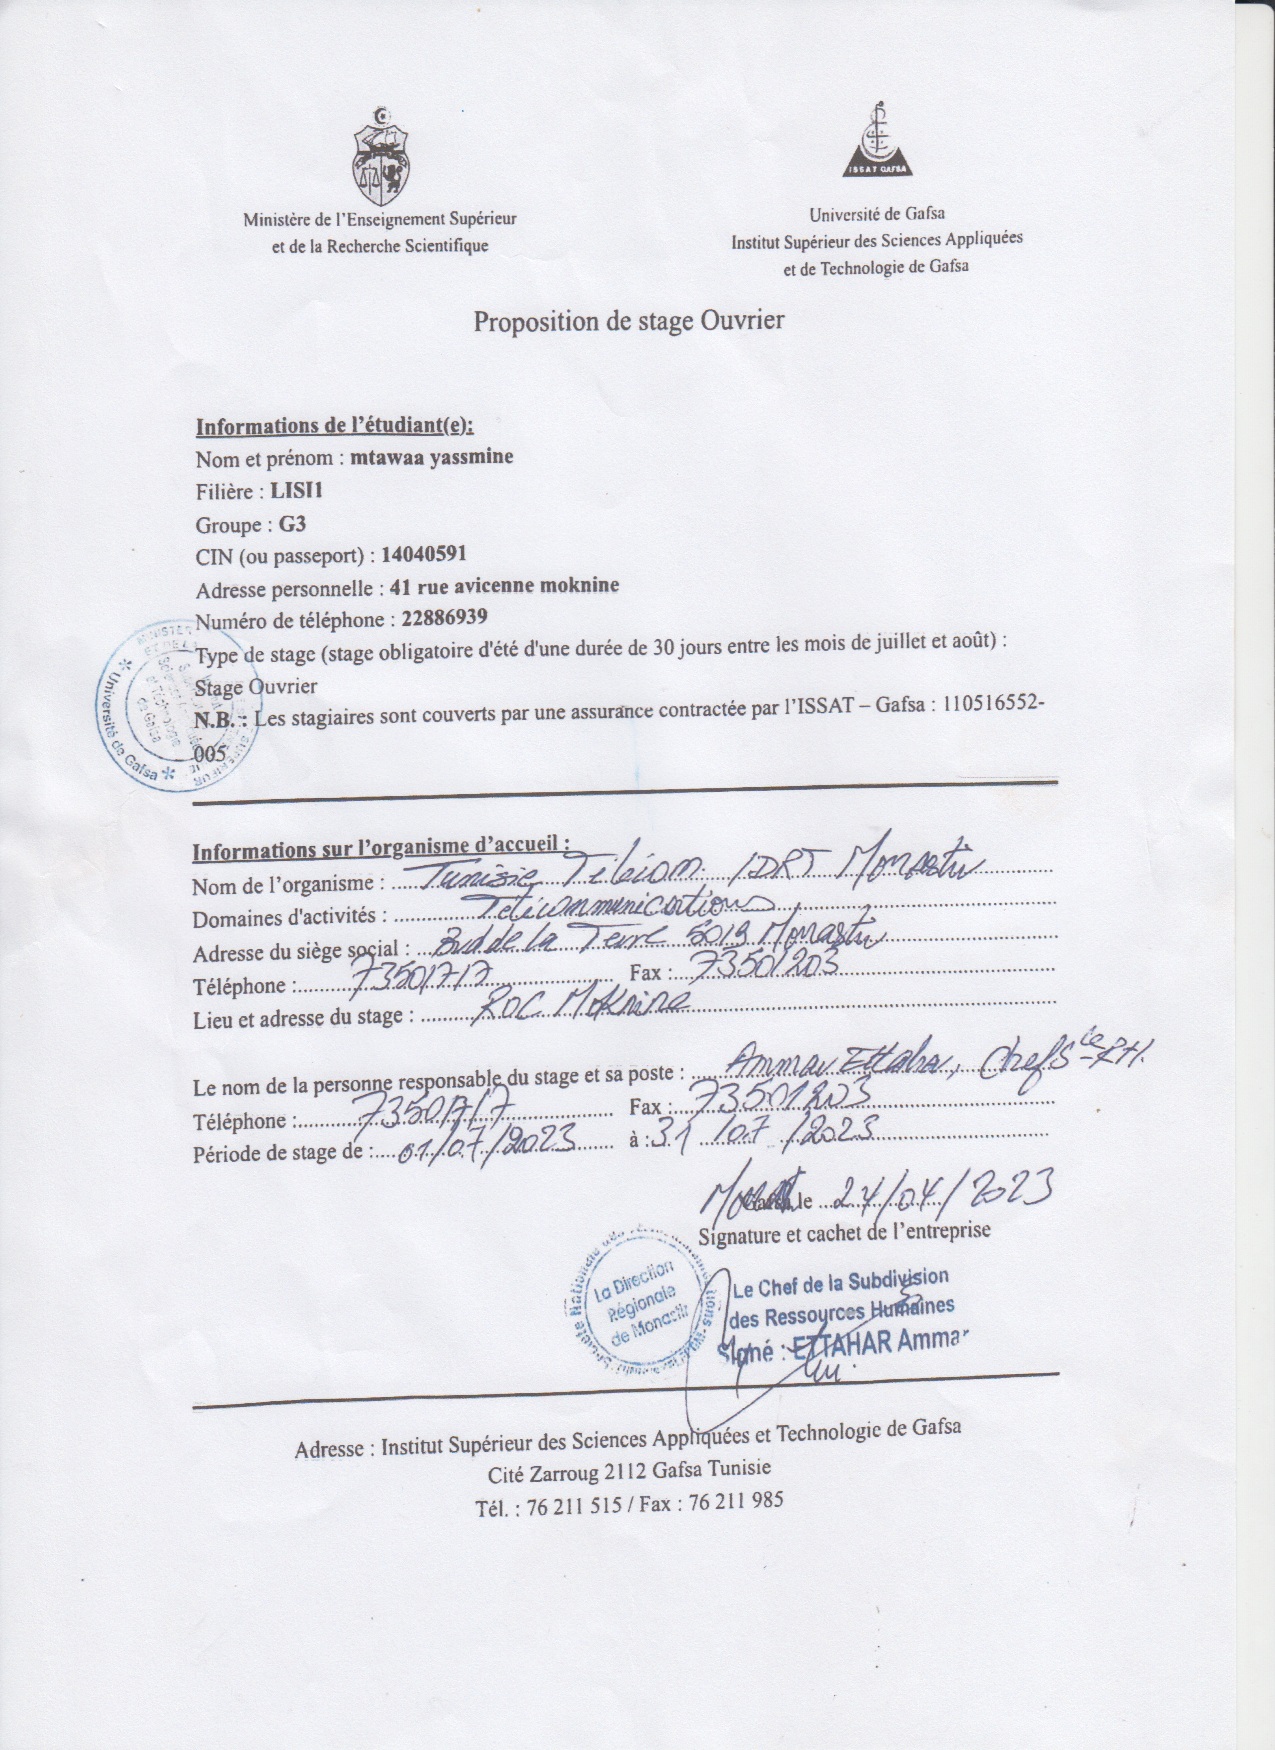 ISSAT GAFSA
Ministère de l'Enseignement Supérieur
et de la Recherche Scientifique
Université de Gafsa
Institut Supérieur des Sciences Appliquées
et de Technologie de Gafsa
Proposition de stage Ouvrier
Informations de l'étudiant(e):
Nom et prénom : mtawaa yassmine
Filière : LISI1
Groupe : G3
CIN (ou passeport) : 14040591
Adresse personnelle : 41 rue avicenne moknine
Numéro de téléphone : 22886939
Type de stage (stage obligatoire d'été d'une durée de 30 jours entre les mois de juillet et août) :
Stage Ouvrier
N.B. : Les stagiaires sont couverts par une assurance contractée par l'ISSAT – Gafsa : 110516552-
005
Université de Gafsa
Informations sur l'organisme d'accueil :
Nom de l'organisme : Tunisie Télécom /DRT Monastir
Domaines d'activités : Télécommunications
Adresse du siège social : Bvd de la Terre 5019 Monastir
Téléphone : 73501717 Fax : 73501203
Lieu et adresse du stage : Moknine
Le nom de la personne responsable du stage et sa poste : Ammar Ettahar, Chef Sce RH.
Téléphone : 73501717 Fax : 73501203
Période de stage de : 01/07/2023 à : 31/07/2023
le 24/04/2023
Signature et cachet de l'entreprise
La Direction
Régionale
de Monastir
Le Chef de la Subdivision
des Ressources Humaines
Signé : ETTAHAR Ammar
Adresse : Institut Supérieur des Sciences Appliquées et Technologie de Gafsa
Cité Zarroug 2112 Gafsa Tunisie
Tél. : 76 211 515 / Fax : 76 211 985